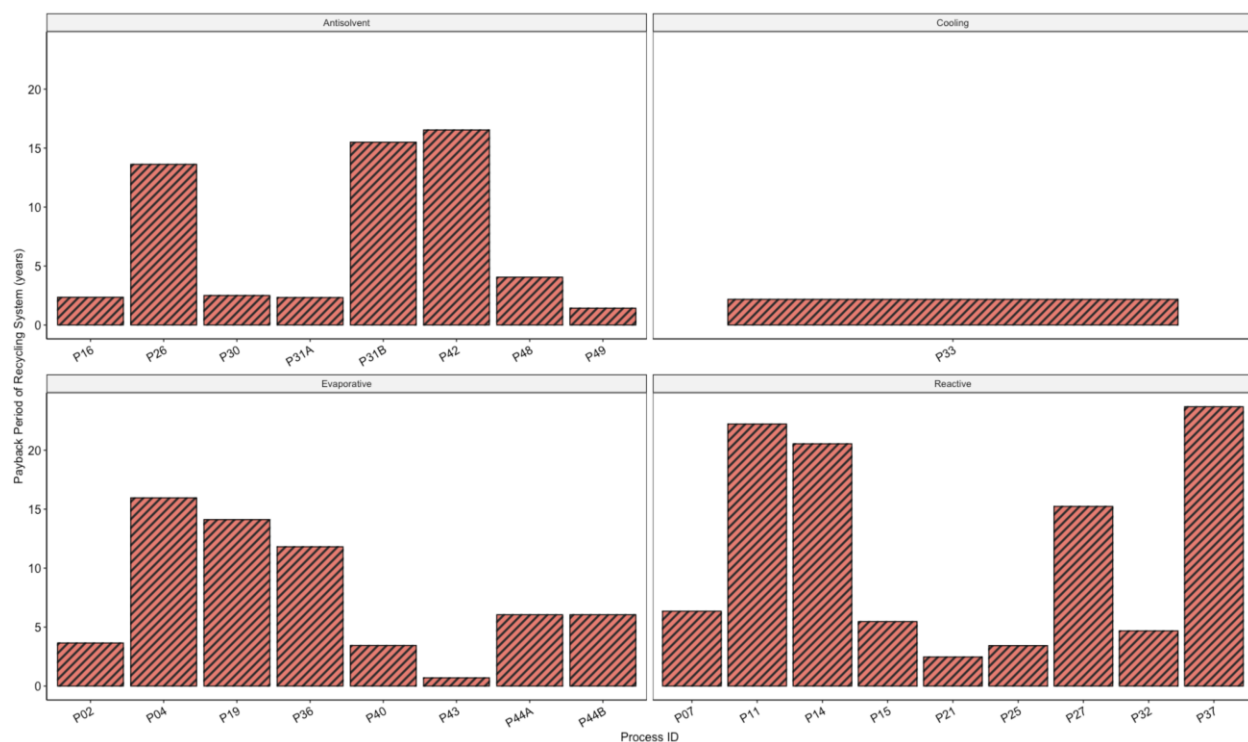 Antisolvent
Cooling
Payback Period of Recycling System (years)
20
15
10
5
0
P16 P26 P30 P31A P31B P42 P48 P49
P33
Evaporative
Reactive
20
15
10
5
0
P02 P04 P19 P36 P40 P43 P44A P44B
P07 P11 P14 P15 P21 P25 P27 P32 P37
Process ID